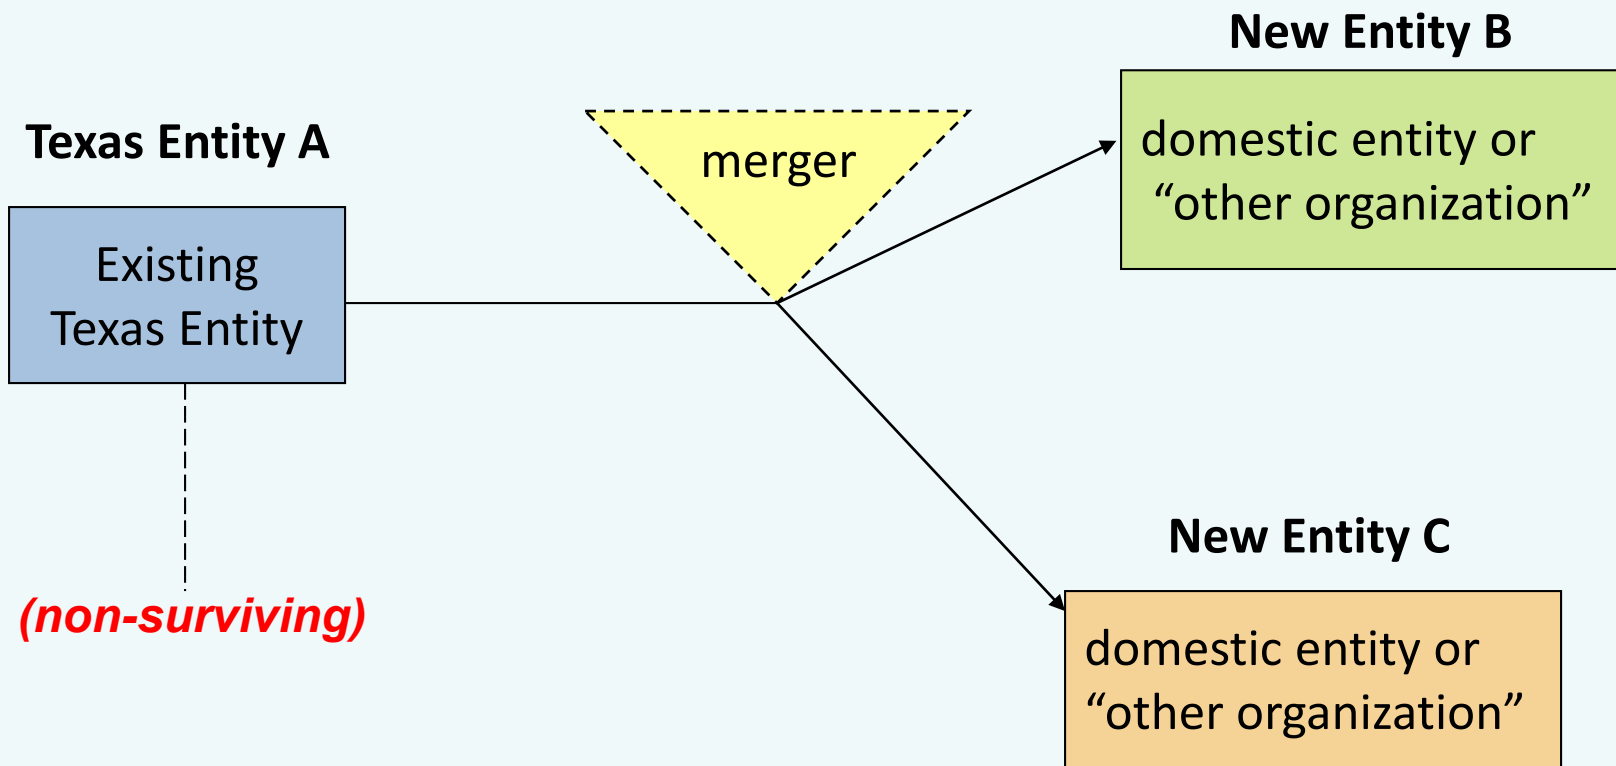 Texas Entity A
Existing
Texas Entity
(non-surviving)
merger
New Entity B
domestic entity or
“other organization”
New Entity C
domestic entity or
“other organization”